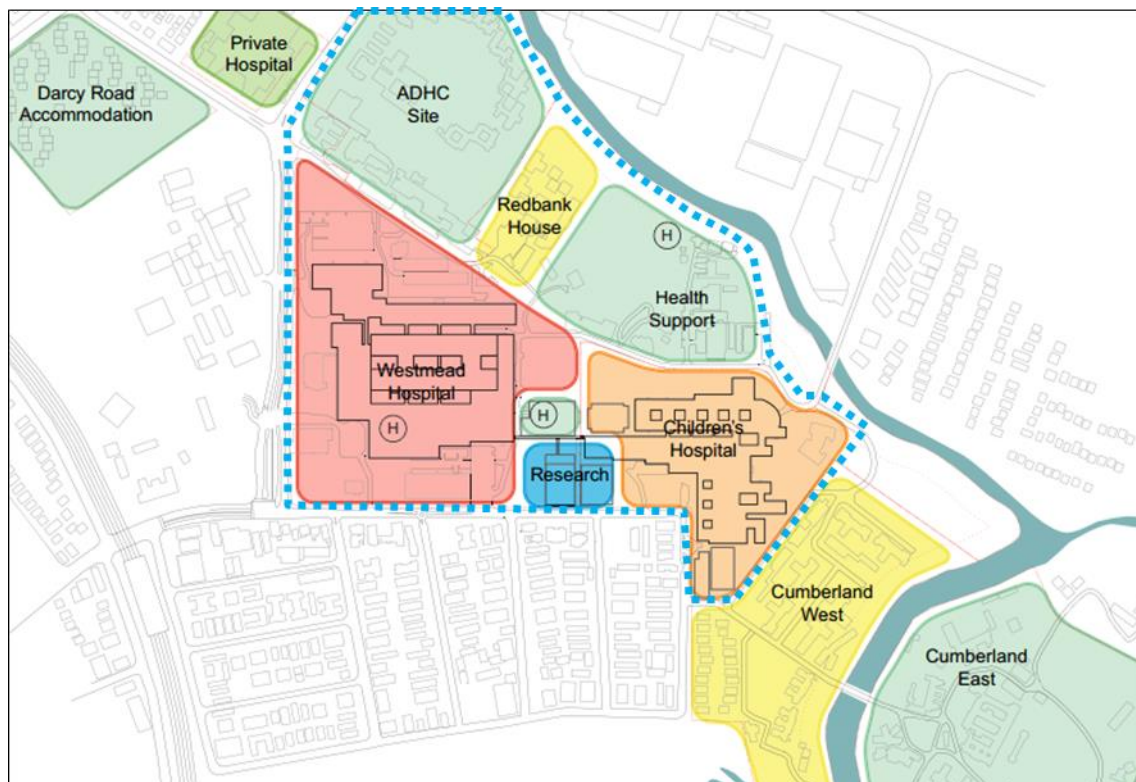 Private
Hospital
Darcy Road
Accommodation
ADHC
Site
Redbank
House
H
Health
Support
Westmead
Hospital
H
H
Children's
Hospital
Research
Cumberland
West
Cumberland
East